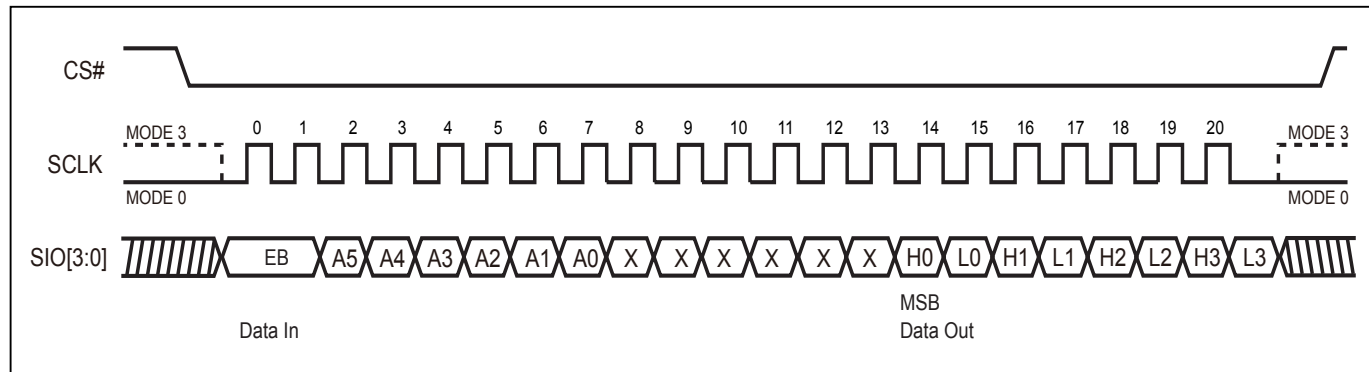 CS#
MODE 3 0 1 2 3 4 5 6 7 8 9 10 11 12 13 14 15 16 17 18 19 20 MODE 3
SCLK
MODE 0 MODE 0
SIO[3:0] EB A5 A4 A3 A2 A1 A0 X X X X X X H0 L0 H1 L1 H2 L2 H3 L3
MSB
Data In Data Out